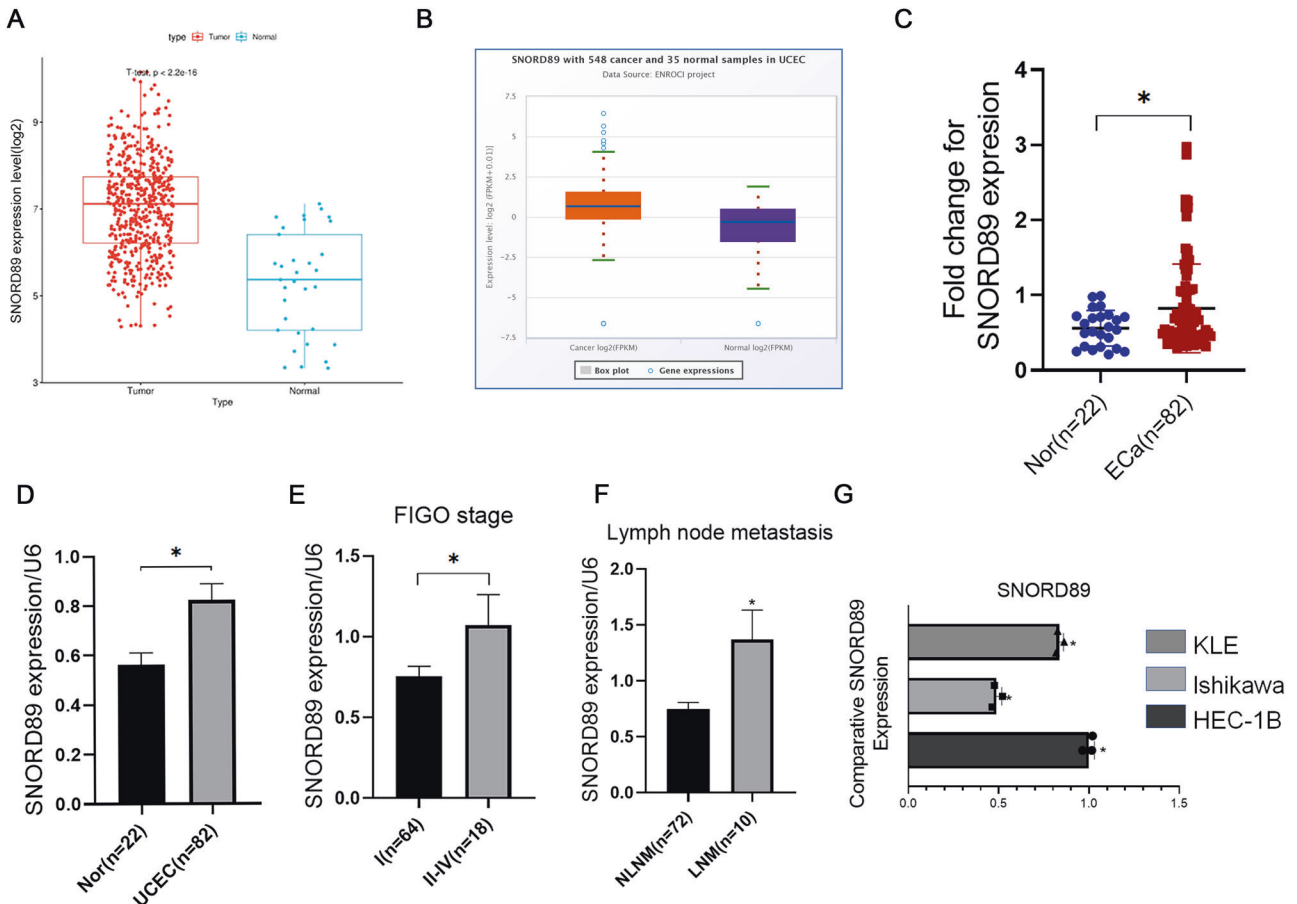 A
type Tumor Normal
T-test, p < 2.2e-16
SNORD89 expression level(log2)
9
7
5
3
Tumor
Normal
Type
B
SNORD89 with 548 cancer and 35 normal samples in UCEC
Data Source: ENROCI project
Expression level: log2 (FPKM+0.01)]
7.5
5
2.5
0
−2.5
−5
−7.5
Cancer log2(FPKM)
Normal log2(FPKM)
Box plot
Gene expressions
C
Fold change for
SNORD89 expresion
4
3
2
1
0
*
Nor(n=22)
ECa(n=82)
D
SNORD89 expression/U6
1.0
0.8
0.6
0.4
0.2
0.0
*
Nor(n=22)
UCEC(n=82)
E
FIGO stage
SNORD89 expression/U6
1.5
1.0
0.5
0.0
*
I(n=64)
II-IV(n=18)
F
Lymph node metastasis
SNORD89 expression/U6
2.0
1.5
1.0
0.5
0.0
*
NLNM(n=72)
LNM(n=10)
G
SNORD89
Comparative SNORD89
Expression
*
*
*
0.0
0.5
1.0
1.5
KLE
Ishikawa
HEC-1B